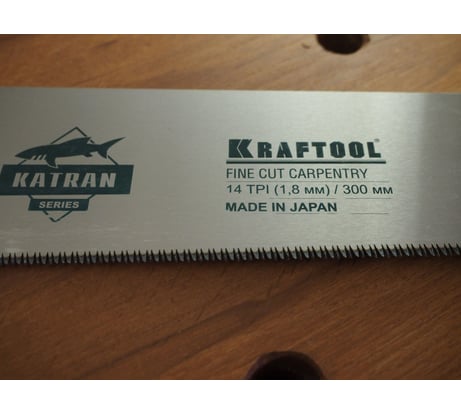 KATRAN
SERIES
KRAFTOOL®
FINE CUT CARPENTRY
14 TPI (1,8 мм) / 300 мм
MADE IN JAPAN